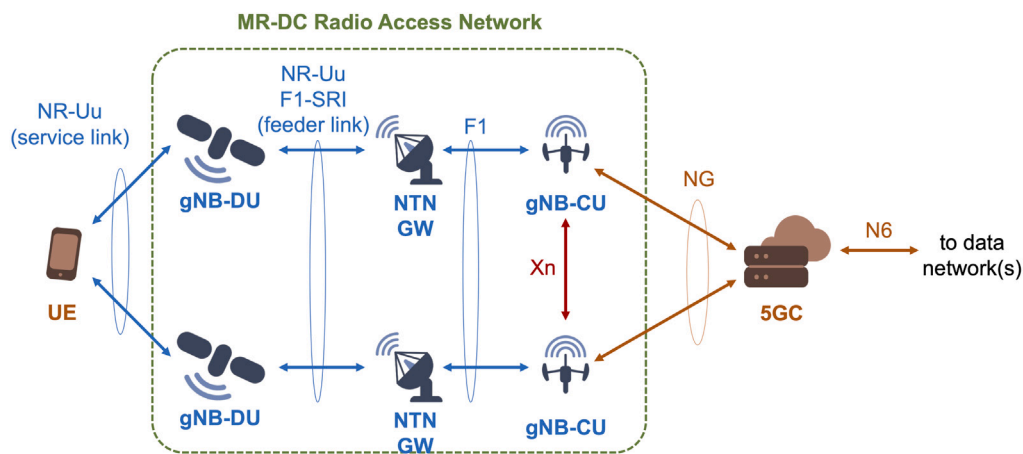 MR-DC Radio Access Network
NR-Uu
(service link)
NR-Uu
F1-SRI
(feeder link)
F1
gNB-DU
NTN
GW
gNB-CU
NG
N6
to data
network(s)
Xn
UE
5GC
gNB-DU
NTN
GW
gNB-CU